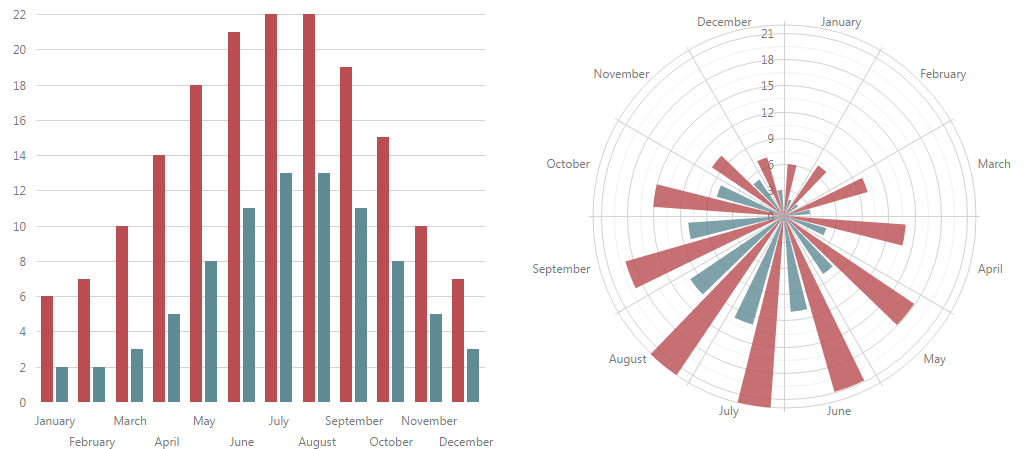 22
20
18
16
14
12
10
8
6
4
2
0
January
March
May
July
September
November
February
April
June
August
October
December
December
January
November
February
October
March
September
April
August
May
July
June
21
18
15
12
9
6
3
0